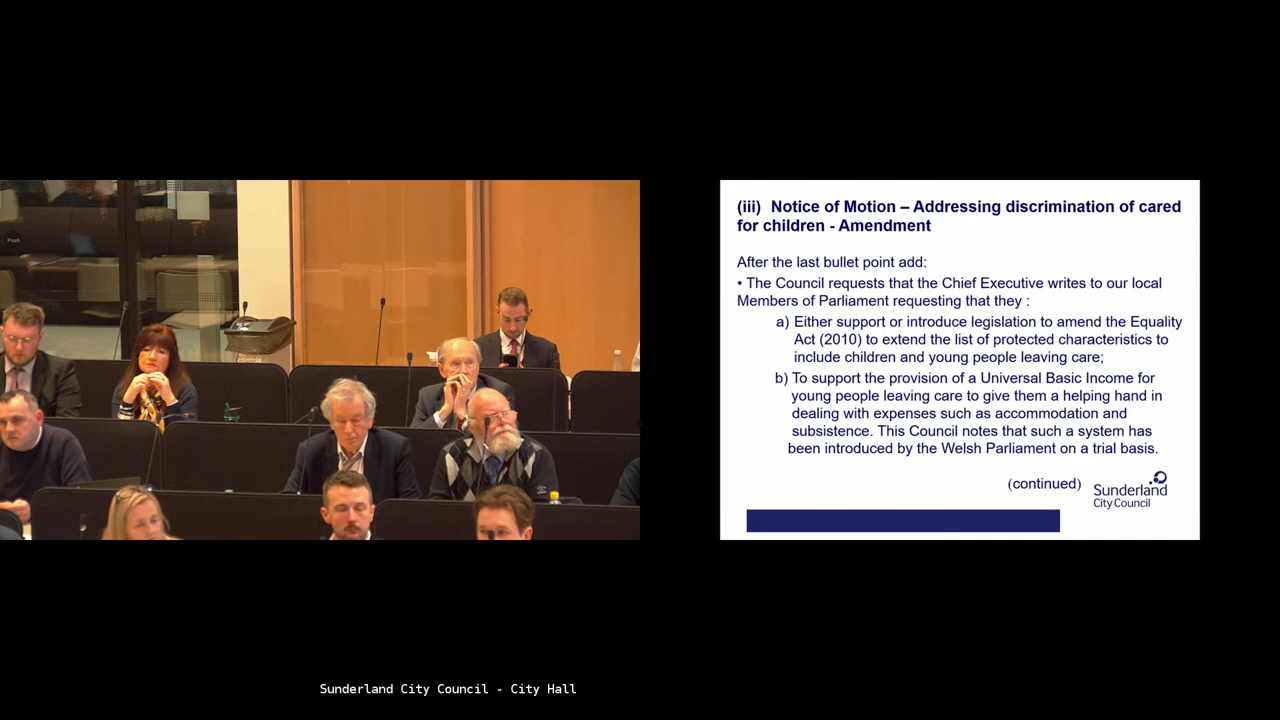 Push
(iii) Notice of Motion – Addressing discrimination of cared
for children - Amendment
After the last bullet point add:
• The Council requests that the Chief Executive writes to our local
Members of Parliament requesting that they :
a) Either support or introduce legislation to amend the Equality
Act (2010) to extend the list of protected characteristics to
include children and young people leaving care;
b) To support the provision of a Universal Basic Income for
young people leaving care to give them a helping hand in
dealing with expenses such as accommodation and
subsistence. This Council notes that such a system has
been introduced by the Welsh Parliament on a trial basis.
(continued)
Sunderland
City Council
Sunderland City Council - City Hall